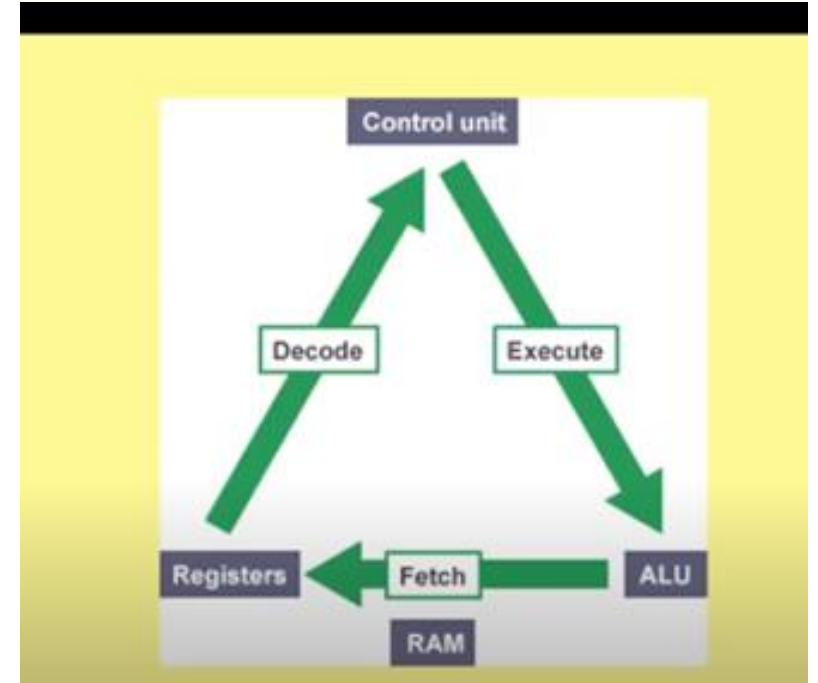 Control unit
Decode
Execute
Registers
Fetch
ALU
RAM